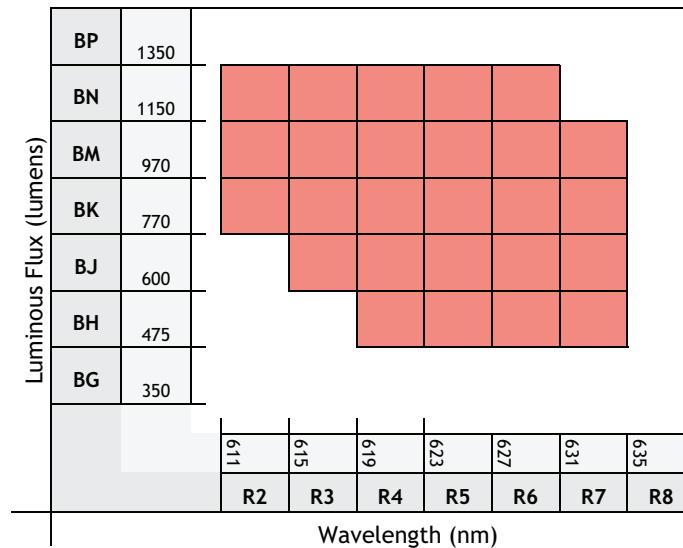 Luminous Flux (lumens)
BP 1350
BN 1150
BM 970
BK 770
BJ 600
BH 475
BG 350
611 615 619 623 627 631 635
R2 R3 R4 R5 R6 R7 R8
Wavelength (nm)